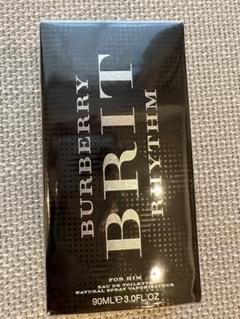 BURBERRY
BRIT
RHYTHM
FOR HIM
EAU DE TOILETTE
NATURAL SPRAY VAPORISATEUR
90ML℮3.0FL.OZ